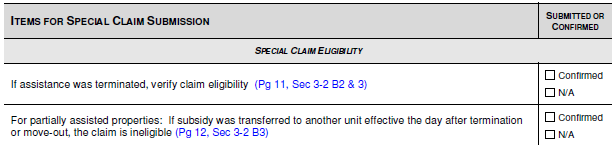 ITEMS FOR SPECIAL CLAIM SUBMISSION
SUBMITTED OR
CONFIRMED
SPECIAL CLAIM ELIGIBILITY
If assistance was terminated, verify claim eligibility (Pg 11, Sec 3-2 B2 & 3)
☐ Confirmed
☐ N/A
For partially assisted properties: If subsidy was transferred to another unit effective the day after termination
or move-out, the claim is ineligible (Pg 12, Sec 3-2 B3)
☐ Confirmed
☐ N/A